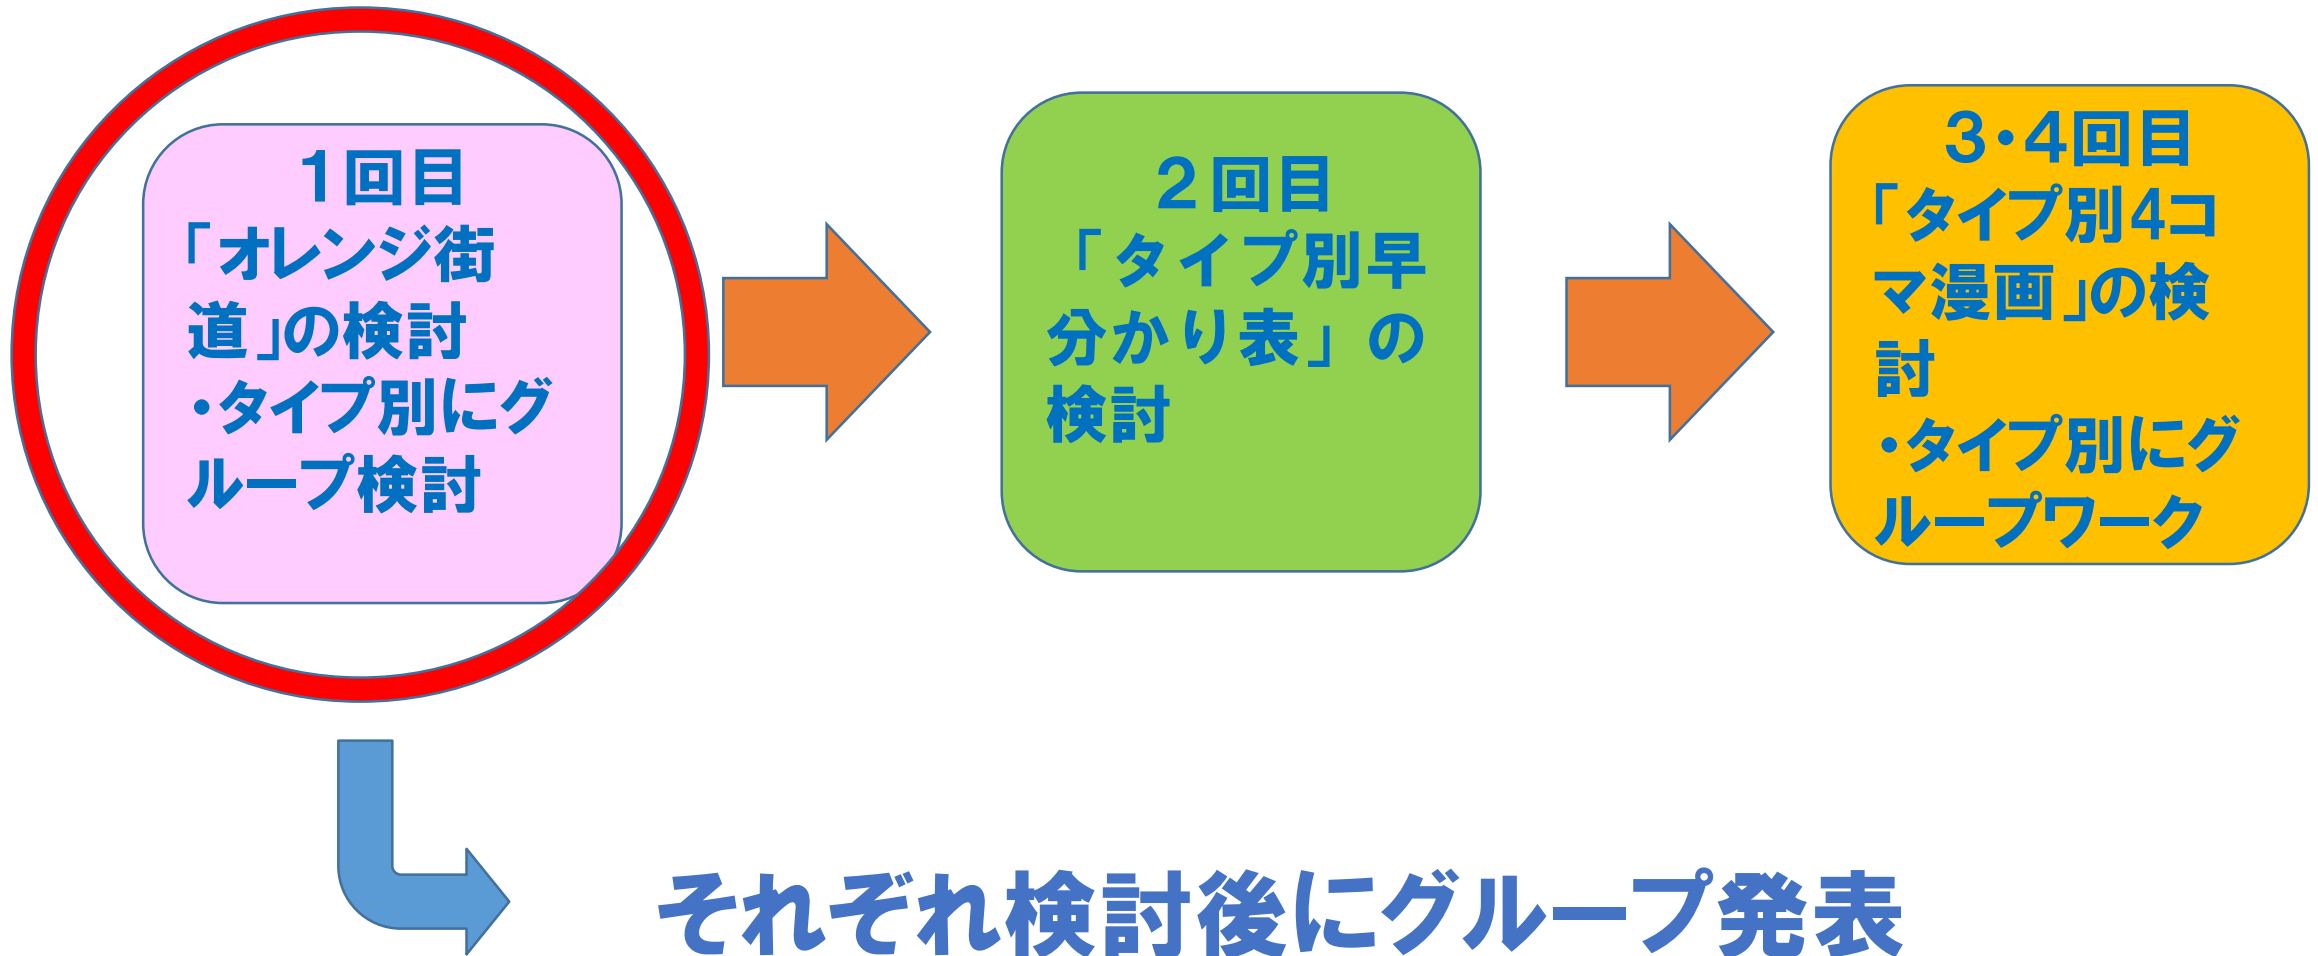 1回目
「オレンジ街
道」の検討
・タイプ別にグ
ループ検討
2回目
「タイプ別早
分かり表」の
検討
3・4回目
「タイプ別4コ
マ漫画」の検
討
・タイプ別にグ
ループワーク
それぞれ検討後にグループ発表